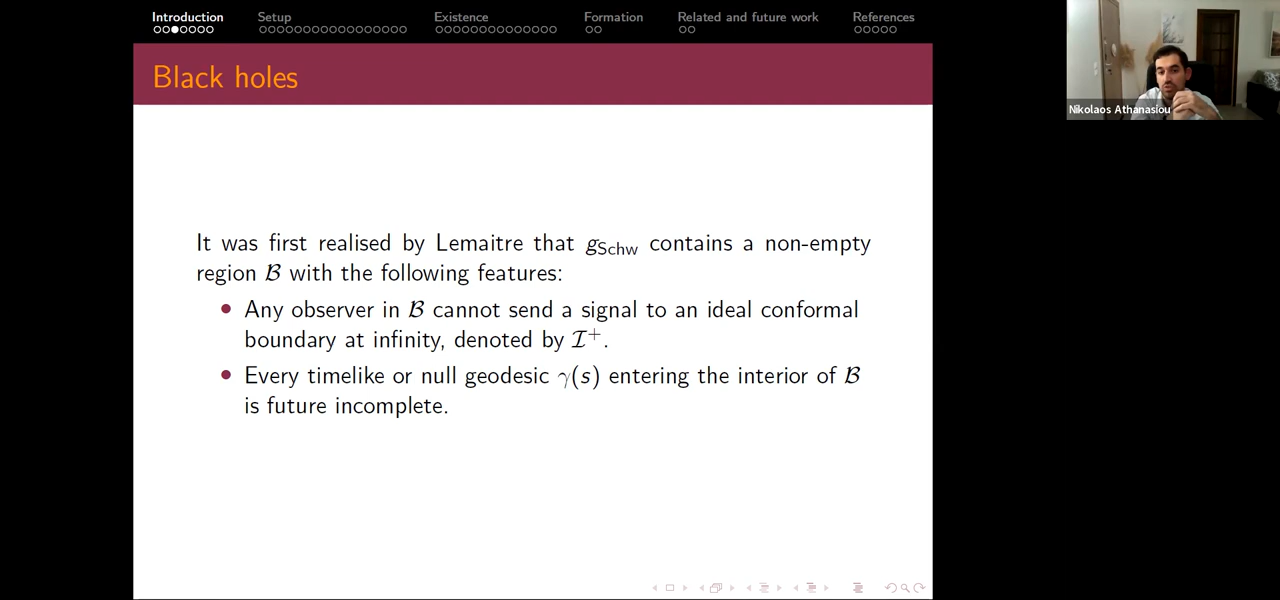 Introduction Setup Existence Formation Related and future work References
Black holes
It was first realised by Lemaitre that g_Schw contains a non-empty
region ℬ with the following features:
• Any observer in ℬ cannot send a signal to an ideal conformal
boundary at infinity, denoted by ℐ⁺.
• Every timelike or null geodesic γ(s) entering the interior of ℬ
is future incomplete.
Nikolaos Athanasiou